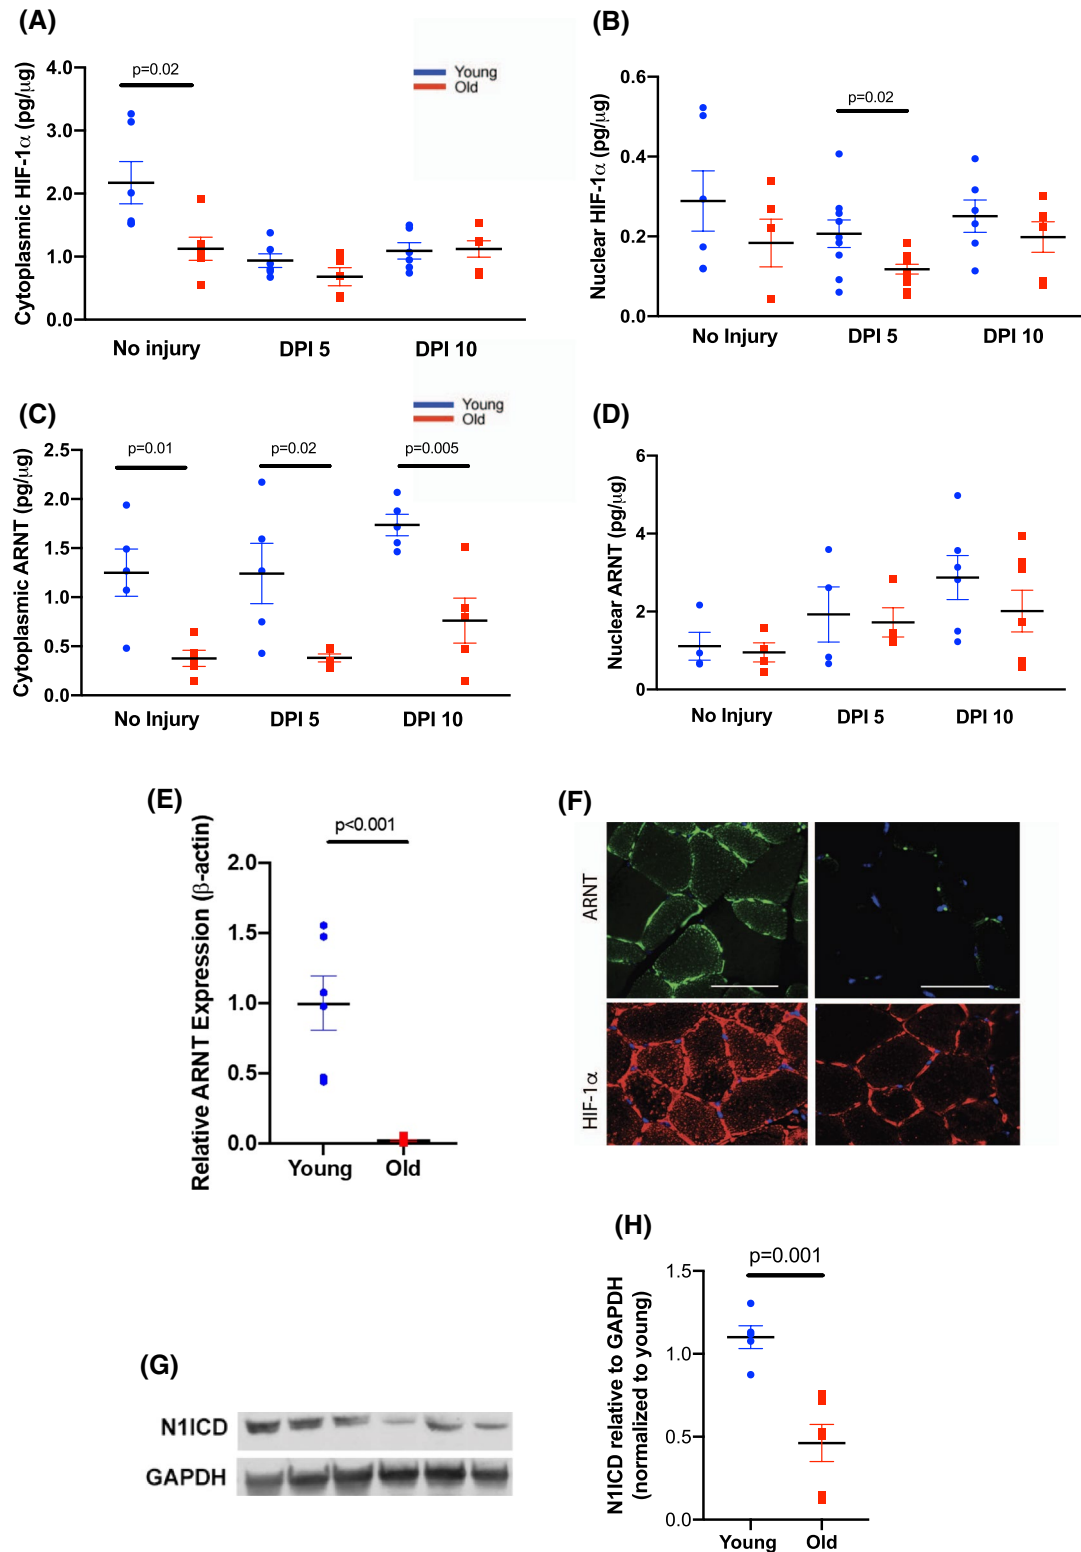 (A)
Cytoplasmic HIF-1α (pg/μg)
4.0
3.0
2.0
1.0
0.0
p=0.02
Young
Old
No injury
DPI 5
DPI 10
(B)
Nuclear HIF-1α (pg/μg)
0.6
0.4
0.2
0.0
p=0.02
No Injury
DPI 5
DPI 10
(C)
Cytoplasmic ARNT (pg/μg)
2.5
2.0
1.5
1.0
0.5
0.0
p=0.01
p=0.02
p=0.005
Young
Old
No Injury
DPI 5
DPI 10
(D)
Nuclear ARNT (pg/μg)
6
4
2
0
No Injury
DPI 5
DPI 10
(E)
Relative ARNT Expression (β-actin)
2.0
1.5
1.0
0.5
0.0
p<0.001
Young
Old
(F)
ARNT
HIF-1α
(G)
N1ICD
GAPDH
(H)
N1ICD relative to GAPDH
(normalized to young)
1.5
1.0
0.5
0.0
p=0.001
Young
Old